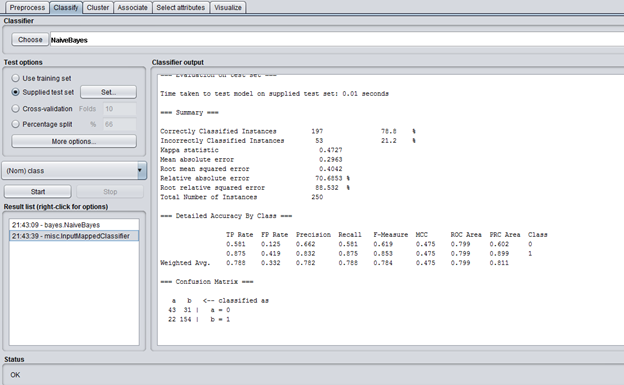 Preprocess Classify Cluster Associate Select attributes Visualize
Classifier
Choose NaiveBayes
Test options
Use training set
Supplied test set Set...
Cross-validation Folds 10
Percentage split % 66
More options...
(Nom) class
Start Stop
Result list (right-click for options)
21:43:09 - bayes.NaiveBayes
21:43:39 - misc.InputMappedClassifier
Classifier output
=== Evaluation on test set ===
Time taken to test model on supplied test set: 0.01 seconds
=== Summary ===
Correctly Classified Instances 197 78.8 %
Incorrectly Classified Instances 53 21.2 %
Kappa statistic 0.4727
Mean absolute error 0.2963
Root mean squared error 0.4042
Relative absolute error 70.6853 %
Root relative squared error 88.532 %
Total Number of Instances 250
=== Detailed Accuracy By Class ===
TP Rate FP Rate Precision Recall F-Measure MCC ROC Area PRC Area Class
0.581 0.125 0.662 0.581 0.619 0.475 0.799 0.602 0
0.875 0.419 0.832 0.875 0.853 0.475 0.799 0.899 1
Weighted Avg. 0.788 0.332 0.782 0.788 0.784 0.475 0.799 0.811
=== Confusion Matrix ===
a b <-- classified as
43 31 | a = 0
22 154 | b = 1
Status
OK